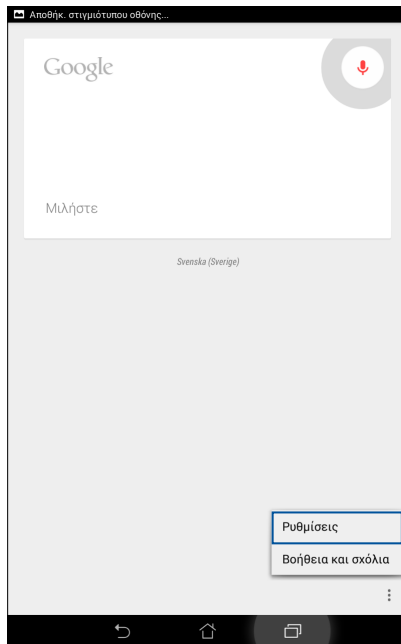 Αποθήκ. στιγμιότυπου οθόνης...
Google
Μιλήστε
Svenska (Sverige)
Ρυθμίσεις
Βοήθεια και σχόλια